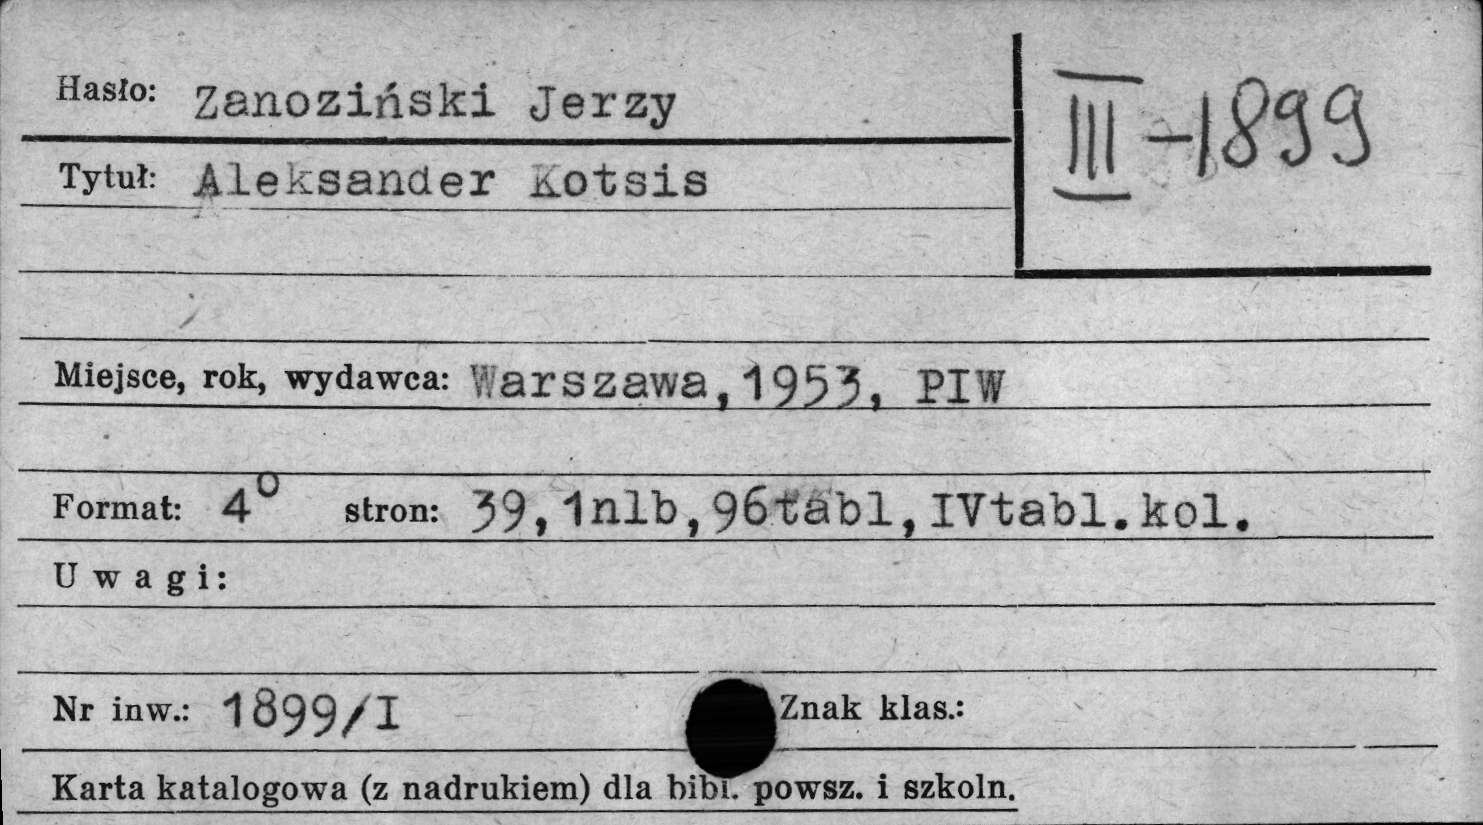 Hasło: Zanoziński Jerzy
III-1899
Tytuł: Aleksander Kotsis
Miejsce, rok, wydawca: Warszawa,1953, PIW
Format: 4° stron: 39,1nlb,96tabl,IVtabl.kol.
Uwagi:
Nr inw.: 1899/I Znak klas.:
Karta katalogowa (z nadrukiem) dla bibl. powsz. i szkoln.